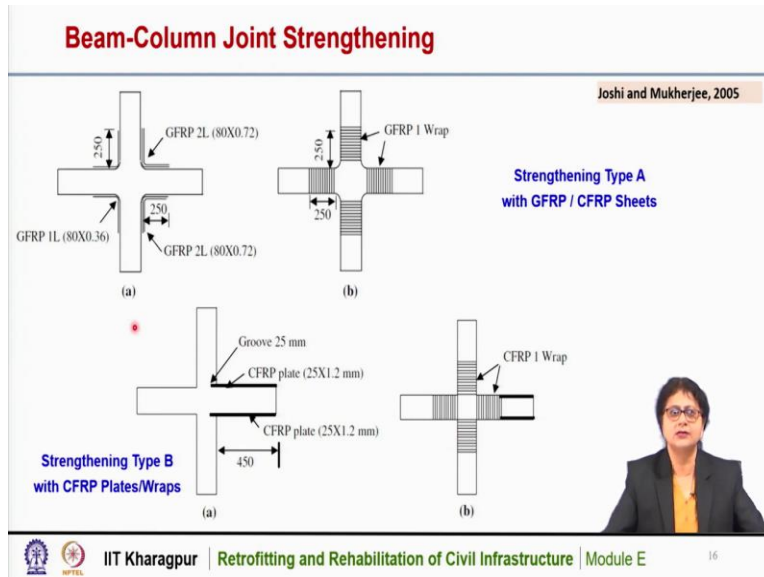 Beam-Column Joint Strengthening
Joshi and Mukherjee, 2005
GFRP 2L (80X0.72)
250
250
GFRP 1L (80X0.36)
GFRP 2L (80X0.72)
(a)
GFRP 1 Wrap
250
250
(b)
Strengthening Type A
with GFRP / CFRP Sheets
Groove 25 mm
CFRP plate (25X1.2 mm)
CFRP plate (25X1.2 mm)
450
(a)
CFRP 1 Wrap
(b)
Strengthening Type B
with CFRP Plates/Wraps
NPTEL
IIT Kharagpur | Retrofitting and Rehabilitation of Civil Infrastructure | Module E
16